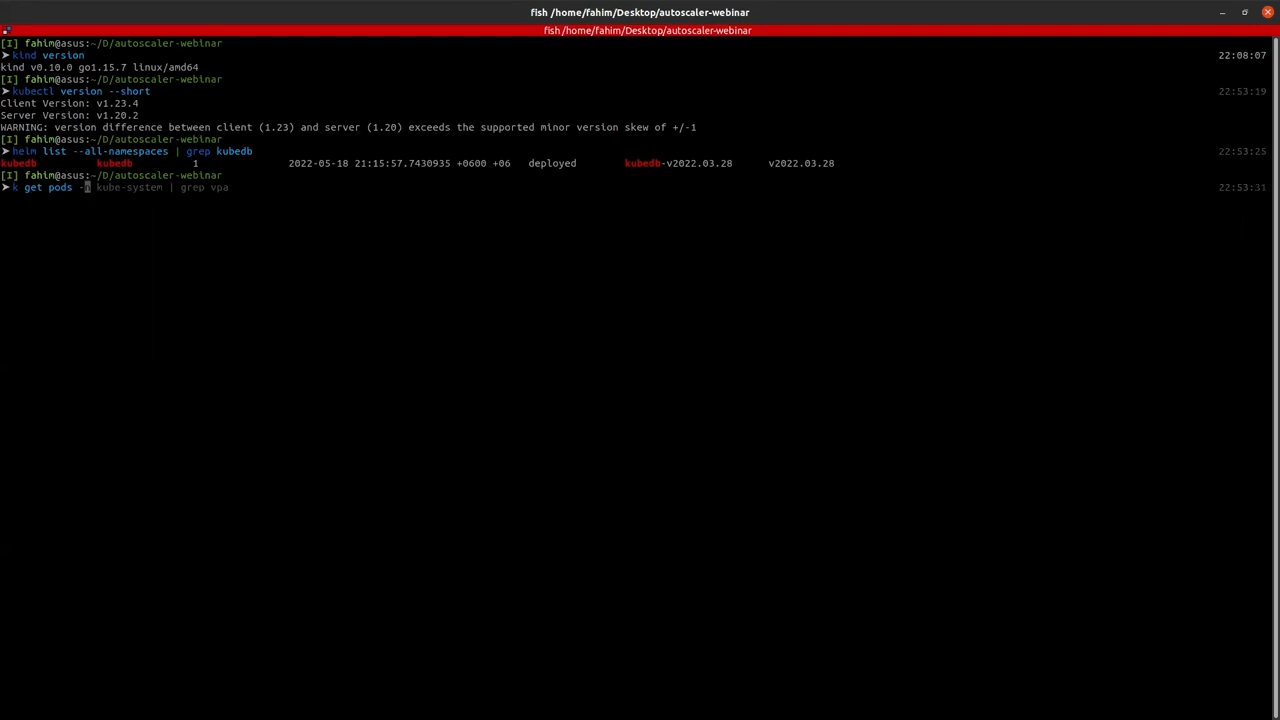 fish /home/fahim/Desktop/autoscaler-webinar
fish /home/fahim/Desktop/autoscaler-webinar
[I] fahim@asus:~/D/autoscaler-webinar
➤ kind version 22:08:07
kind v0.10.0 go1.15.7 linux/amd64
[I] fahim@asus:~/D/autoscaler-webinar
➤ kubectl version --short 22:53:19
Client Version: v1.23.4
Server Version: v1.20.2
WARNING: version difference between client (1.23) and server (1.20) exceeds the supported minor version skew of +/-1
[I] fahim@asus:~/D/autoscaler-webinar
➤ helm list --all-namespaces | grep kubedb 22:53:25
kubedb kubedb 1 2022-05-18 21:15:57.7430935 +0600 +06 deployed kubedb-v2022.03.28 v2022.03.28
[I] fahim@asus:~/D/autoscaler-webinar
➤ k get pods -n kube-system | grep vpa 22:53:31